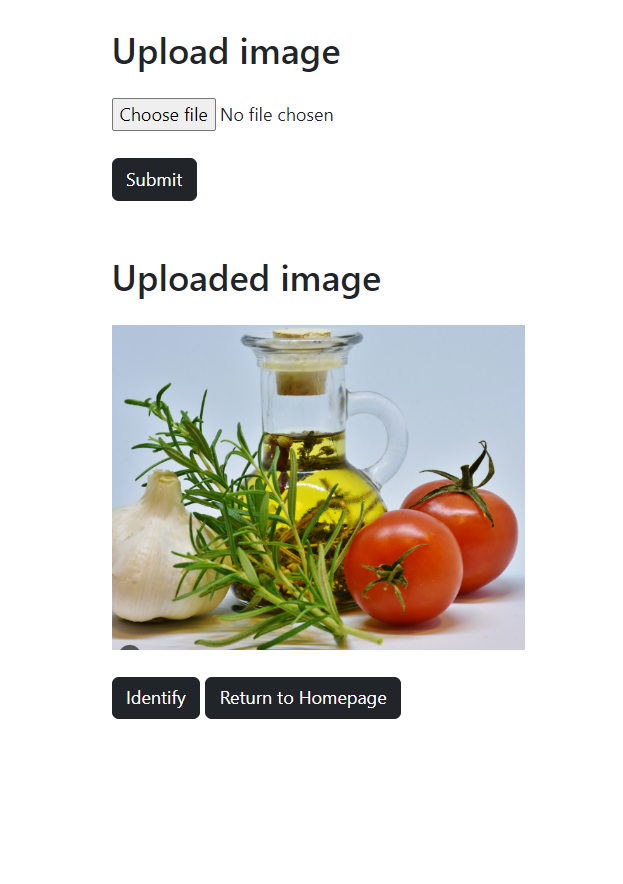 Upload image
Choose file No file chosen
Submit
Uploaded image
Identify Return to Homepage